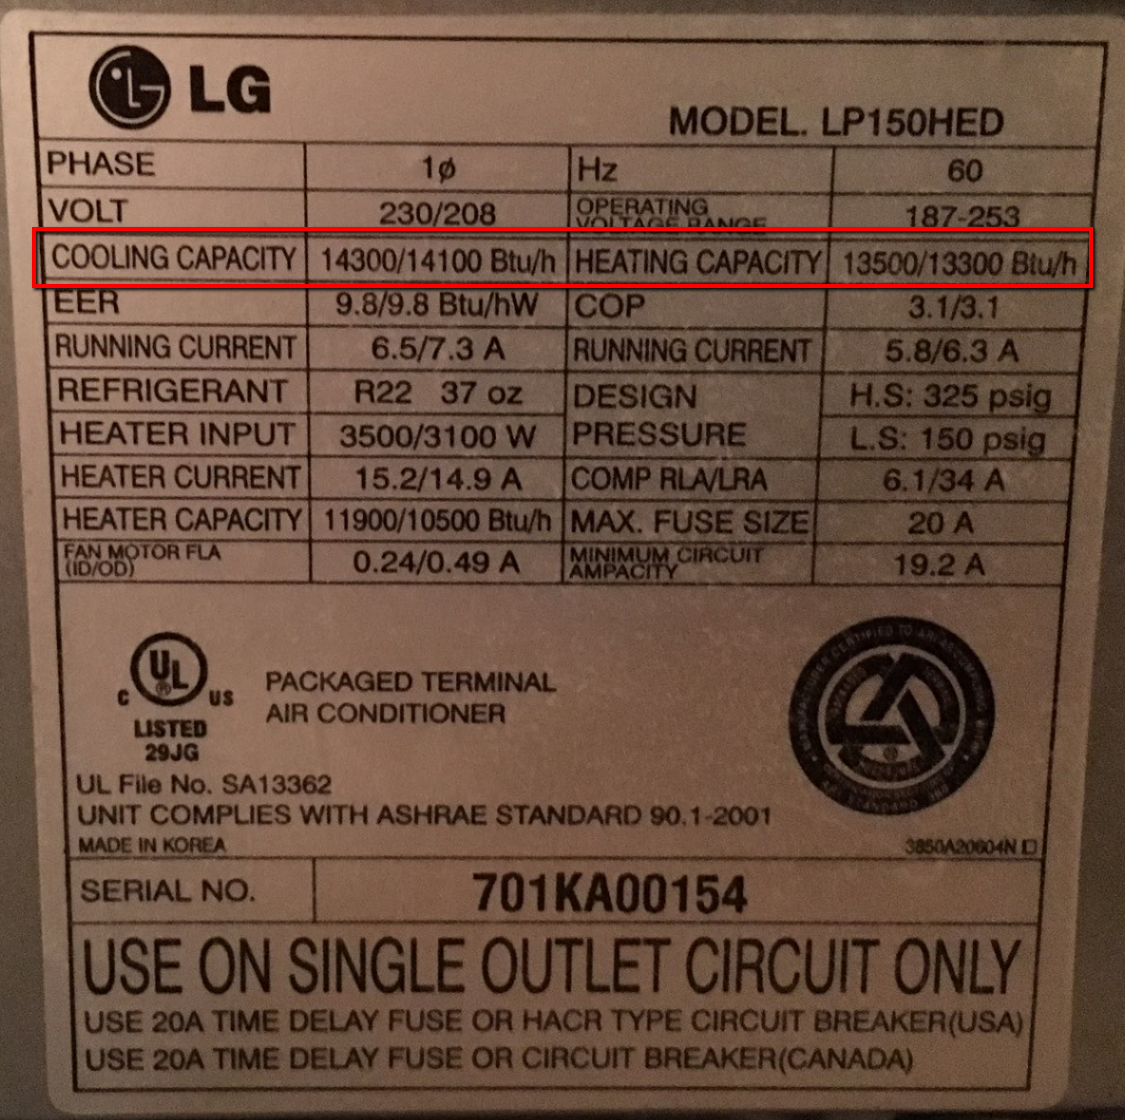 LG
MODEL. LP150HED
PHASE 1ø Hz 60
VOLT 230/208 OPERATING VOLTAGE RANGE 187-253
COOLING CAPACITY 14300/14100 Btu/h HEATING CAPACITY 13500/13300 Btu/h
EER 9.8/9.8 Btu/hW COP 3.1/3.1
RUNNING CURRENT 6.5/7.3 A RUNNING CURRENT 5.8/6.3 A
REFRIGERANT R22 37 oz DESIGN H.S: 325 psig
HEATER INPUT 3500/3100 W PRESSURE L.S: 150 psig
HEATER CURRENT 15.2/14.9 A COMP RLA/LRA 6.1/34 A
HEATER CAPACITY 11900/10500 Btu/h MAX. FUSE SIZE 20 A
FAN MOTOR FLA (ID/OD) 0.24/0.49 A MINIMUM CIRCUIT AMPACITY 19.2 A
C UL ® US
LISTED
29JG
PACKAGED TERMINAL
AIR CONDITIONER
UL File No. SA13362
UNIT COMPLIES WITH ASHRAE STANDARD 90.1-2001
MADE IN KOREA
3850A20604N
SERIAL NO. 701KA00154
USE ON SINGLE OUTLET CIRCUIT ONLY
USE 20A TIME DELAY FUSE OR HACR TYPE CIRCUIT BREAKER(USA)
USE 20A TIME DELAY FUSE OR CIRCUIT BREAKER(CANADA)